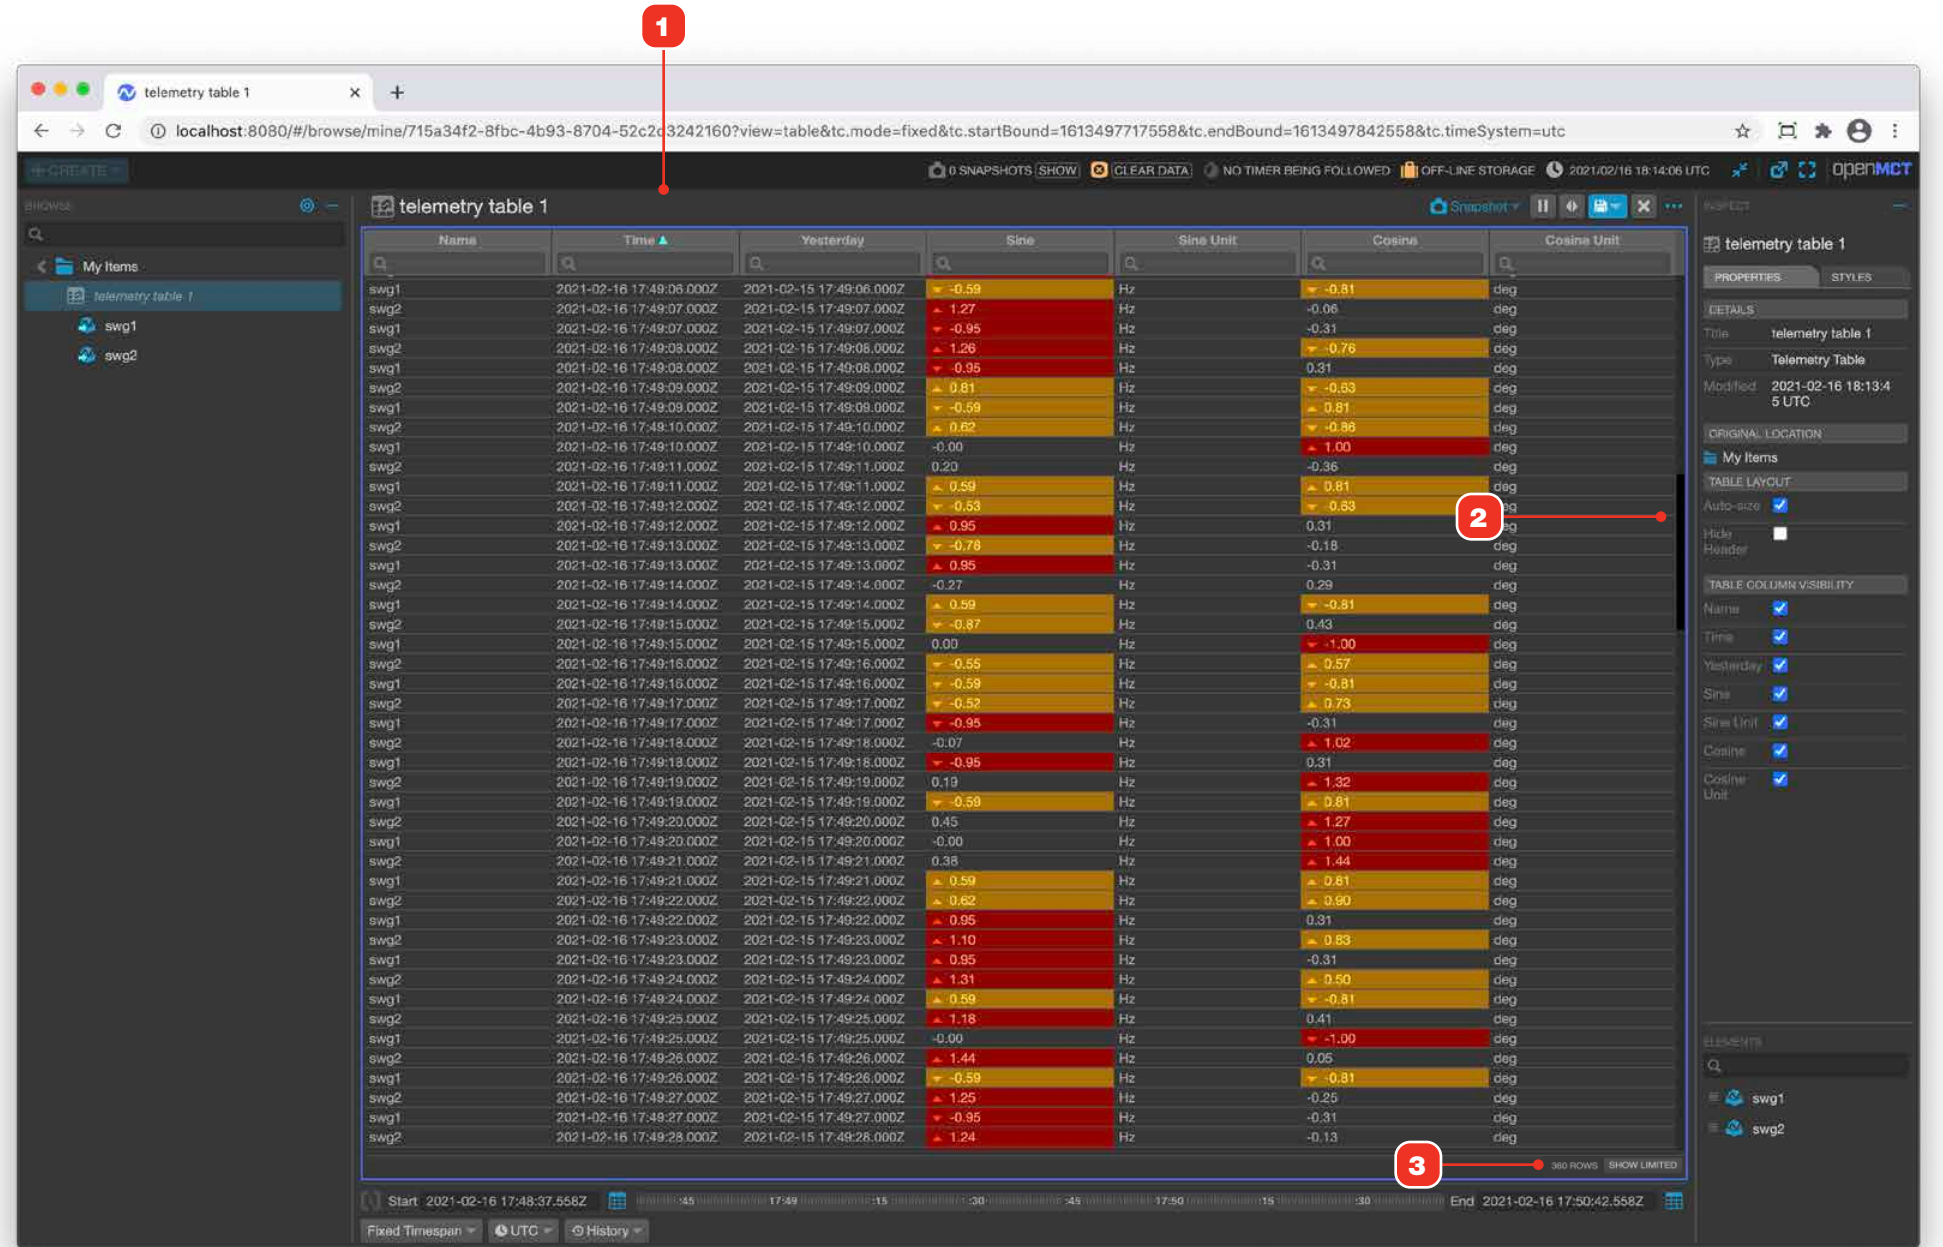 1
telemetry table 1
localhost:8080/#/browse/mine/715a34f2-8fbc-4b93-8704-52c2 3242160?view=table&tc.mode=fixed&tc.startBound=1613497717558&tc.endBound=1613497842558&tc.timeSystem=utc
CREATE
0 SNAPSHOTS SHOW CLEAR DATA NO TIMER BEING FOLLOWED OFF-LINE STORAGE 2021/02/16 18:14:06 UTC openMCT
BROWSE
My Items
telemetry table 1
swg1
swg2
telemetry table 1
Snapshot
Name Time Yesterday Sine Sine Unit Cosine Cosine Unit
swg1 2021-02-16 17:49:06.000Z 2021-02-15 17:49:06.000Z -0.59 Hz -0.81 deg
swg2 2021-02-16 17:49:07.000Z 2021-02-15 17:49:07.000Z 1.27 Hz -0.06 deg
swg1 2021-02-16 17:49:07.000Z 2021-02-15 17:49:07.000Z -0.95 Hz -0.31 deg
swg2 2021-02-16 17:49:08.000Z 2021-02-15 17:49:08.000Z 1.26 Hz -0.76 deg
swg1 2021-02-16 17:49:08.000Z 2021-02-15 17:49:08.000Z -0.95 Hz 0.31 deg
swg2 2021-02-16 17:49:09.000Z 2021-02-15 17:49:09.000Z 0.81 Hz -0.63 deg
swg1 2021-02-16 17:49:09.000Z 2021-02-15 17:49:09.000Z -0.59 Hz 0.81 deg
swg2 2021-02-16 17:49:10.000Z 2021-02-15 17:49:10.000Z 0.62 Hz -0.86 deg
swg1 2021-02-16 17:49:10.000Z 2021-02-15 17:49:10.000Z -0.00 Hz 1.00 deg
swg2 2021-02-16 17:49:11.000Z 2021-02-15 17:49:11.000Z 0.20 Hz -0.36 deg
swg1 2021-02-16 17:49:11.000Z 2021-02-15 17:49:11.000Z 0.59 Hz 0.81 deg
swg2 2021-02-16 17:49:12.000Z 2021-02-15 17:49:12.000Z -0.53 Hz -0.63
swg1 2021-02-16 17:49:12.000Z 2021-02-15 17:49:12.000Z 0.95 Hz 0.31
swg2 2021-02-16 17:49:13.000Z 2021-02-15 17:49:13.000Z -0.76 Hz -0.18 deg
swg1 2021-02-16 17:49:13.000Z 2021-02-15 17:49:13.000Z 0.95 Hz -0.31 deg
swg2 2021-02-16 17:49:14.000Z 2021-02-15 17:49:14.000Z -0.27 Hz 0.29 deg
swg1 2021-02-16 17:49:14.000Z 2021-02-15 17:49:14.000Z 0.59 Hz -0.81 deg
swg2 2021-02-16 17:49:15.000Z 2021-02-15 17:49:15.000Z -0.87 Hz 0.43 deg
swg1 2021-02-16 17:49:15.000Z 2021-02-15 17:49:15.000Z 0.00 Hz -1.00 deg
swg2 2021-02-16 17:49:16.000Z 2021-02-15 17:49:16.000Z -0.55 Hz 0.57 deg
swg1 2021-02-16 17:49:16.000Z 2021-02-15 17:49:16.000Z -0.59 Hz -0.81 deg
swg2 2021-02-16 17:49:17.000Z 2021-02-15 17:49:17.000Z -0.52 Hz 0.73 deg
swg1 2021-02-16 17:49:17.000Z 2021-02-15 17:49:17.000Z -0.95 Hz -0.31 deg
swg2 2021-02-16 17:49:18.000Z 2021-02-15 17:49:18.000Z -0.07 Hz 1.02 deg
swg1 2021-02-16 17:49:18.000Z 2021-02-15 17:49:18.000Z -0.95 Hz 0.31 deg
swg2 2021-02-16 17:49:19.000Z 2021-02-15 17:49:19.000Z 0.19 Hz 1.32 deg
swg1 2021-02-16 17:49:19.000Z 2021-02-15 17:49:19.000Z -0.59 Hz 0.81 deg
swg2 2021-02-16 17:49:20.000Z 2021-02-15 17:49:20.000Z 0.45 Hz 1.27 deg
swg1 2021-02-16 17:49:20.000Z 2021-02-15 17:49:20.000Z -0.00 Hz 1.00 deg
swg2 2021-02-16 17:49:21.000Z 2021-02-15 17:49:21.000Z 0.38 Hz 1.44 deg
swg1 2021-02-16 17:49:21.000Z 2021-02-15 17:49:21.000Z 0.59 Hz 0.81 deg
swg2 2021-02-16 17:49:22.000Z 2021-02-15 17:49:22.000Z 0.62 Hz 0.90 deg
swg1 2021-02-16 17:49:22.000Z 2021-02-15 17:49:22.000Z 0.95 Hz 0.31 deg
swg2 2021-02-16 17:49:23.000Z 2021-02-15 17:49:23.000Z 1.10 Hz 0.83 deg
swg1 2021-02-16 17:49:23.000Z 2021-02-15 17:49:23.000Z 0.95 Hz -0.31 deg
swg2 2021-02-16 17:49:24.000Z 2021-02-15 17:49:24.000Z 1.31 Hz 0.50 deg
swg1 2021-02-16 17:49:24.000Z 2021-02-15 17:49:24.000Z 0.59 Hz -0.81 deg
swg2 2021-02-16 17:49:25.000Z 2021-02-15 17:49:25.000Z 1.18 Hz 0.41 deg
swg1 2021-02-16 17:49:25.000Z 2021-02-15 17:49:25.000Z -0.00 Hz -1.00 deg
swg2 2021-02-16 17:49:26.000Z 2021-02-15 17:49:26.000Z 1.44 Hz 0.05 deg
swg1 2021-02-16 17:49:26.000Z 2021-02-15 17:49:26.000Z -0.59 Hz -0.81 deg
swg2 2021-02-16 17:49:27.000Z 2021-02-15 17:49:27.000Z 1.25 Hz -0.25 deg
swg1 2021-02-16 17:49:27.000Z 2021-02-15 17:49:27.000Z -0.95 Hz -0.31 deg
swg2 2021-02-16 17:49:28.000Z 2021-02-15 17:49:28.000Z 1.24 Hz -0.13 deg
2
3
360 ROWS SHOW LIMITED
Start 2021-02-16 17:48:37.558Z :45 17:49 :15 :30 :45 17:50 :15 :30 End 2021-02-16 17:50:42.558Z
Fixed Timespan UTC History
INSPECT
telemetry table 1
PROPERTIES STYLES
DETAILS
Title telemetry table 1
Type Telemetry Table
Modified 2021-02-16 18:13:4
5 UTC
ORIGINAL LOCATION
My Items
TABLE LAYOUT
Auto-size
Hide
Header
TABLE COLUMN VISIBILITY
Name
Time
Yesterday
Sine
Sine Unit
Cosine
Cosine
Unit
ELEMENTS
swg1
swg2